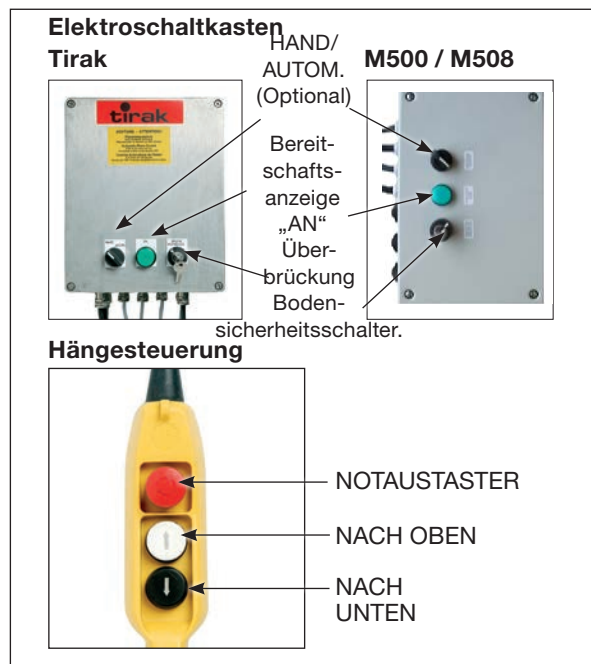 Elektroschaltkasten
Tirak
HAND/
AUTOM.
(Optional)
M500 / M508
tirak
Bereit-
schafts-
anzeige
„AN“
Über-
brückung
Boden-
sicherheitsschalter.
Hängesteuerung
NOTAUSTASTER
NACH OBEN
NACH
UNTEN